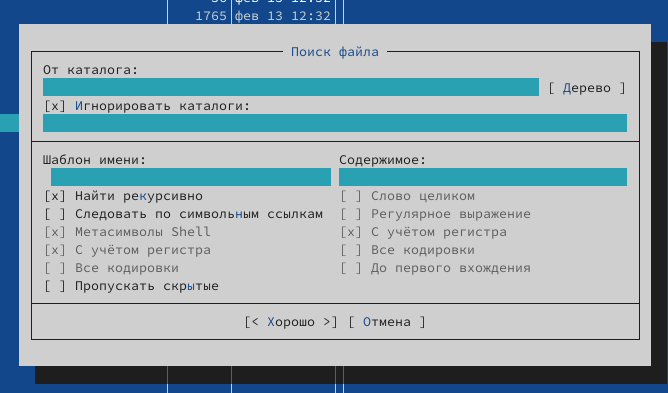 1765 фев 13 12:32
Поиск файла
От каталога:
[ Дерево ]
[x] Игнорировать каталоги:
Шаблон имени: Содержимое:
[x] Найти рекурсивно [ ] Слово целиком
[ ] Следовать по символьным ссылкам [ ] Регулярное выражение
[x] Метасимволы Shell [x] С учётом регистра
[x] С учётом регистра [ ] Все кодировки
[ ] Все кодировки [ ] До первого вхождения
[ ] Пропускать скрытые
[< Хорошо >] [ Отмена ]